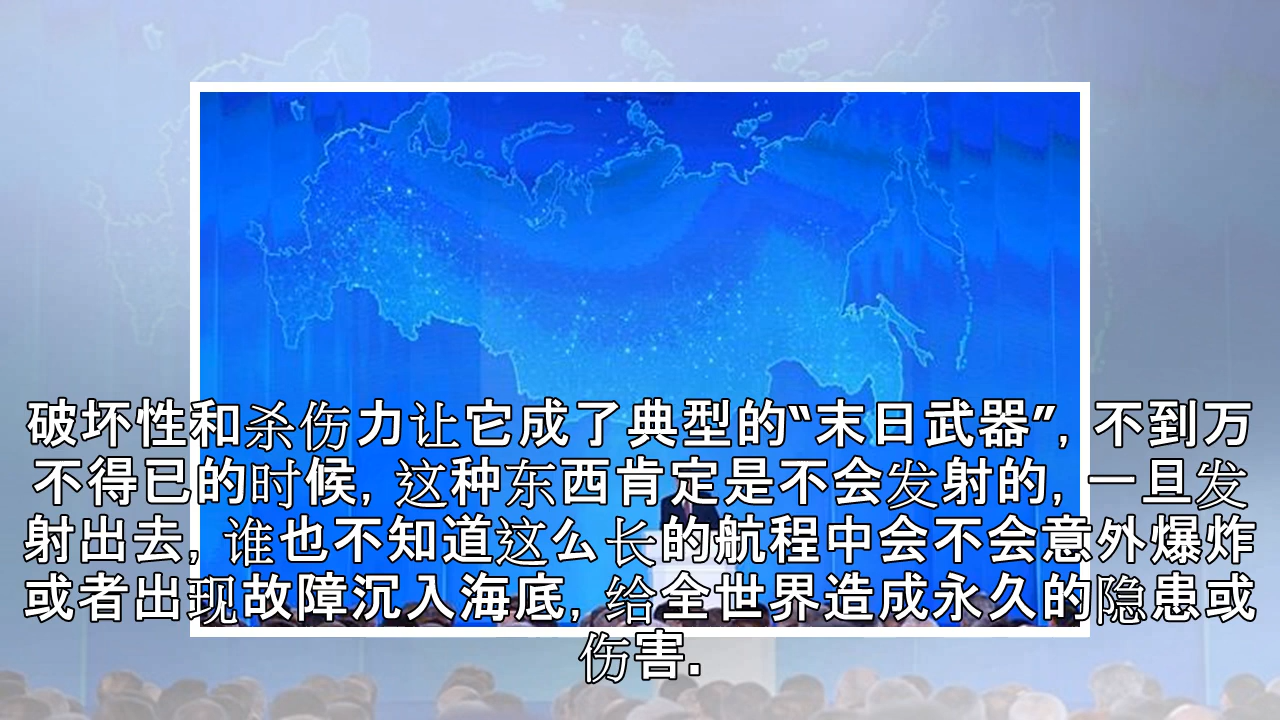 破坏性和杀伤力让它成了典型的“末日武器”, 不到万
不得已的时候, 这种东西肯定是不会发射的, 一旦发
射出去, 谁也不知道这么长的航程中会不会意外爆炸
或者出现故障沉入海底, 给全世界造成永久的隐患或
伤害.